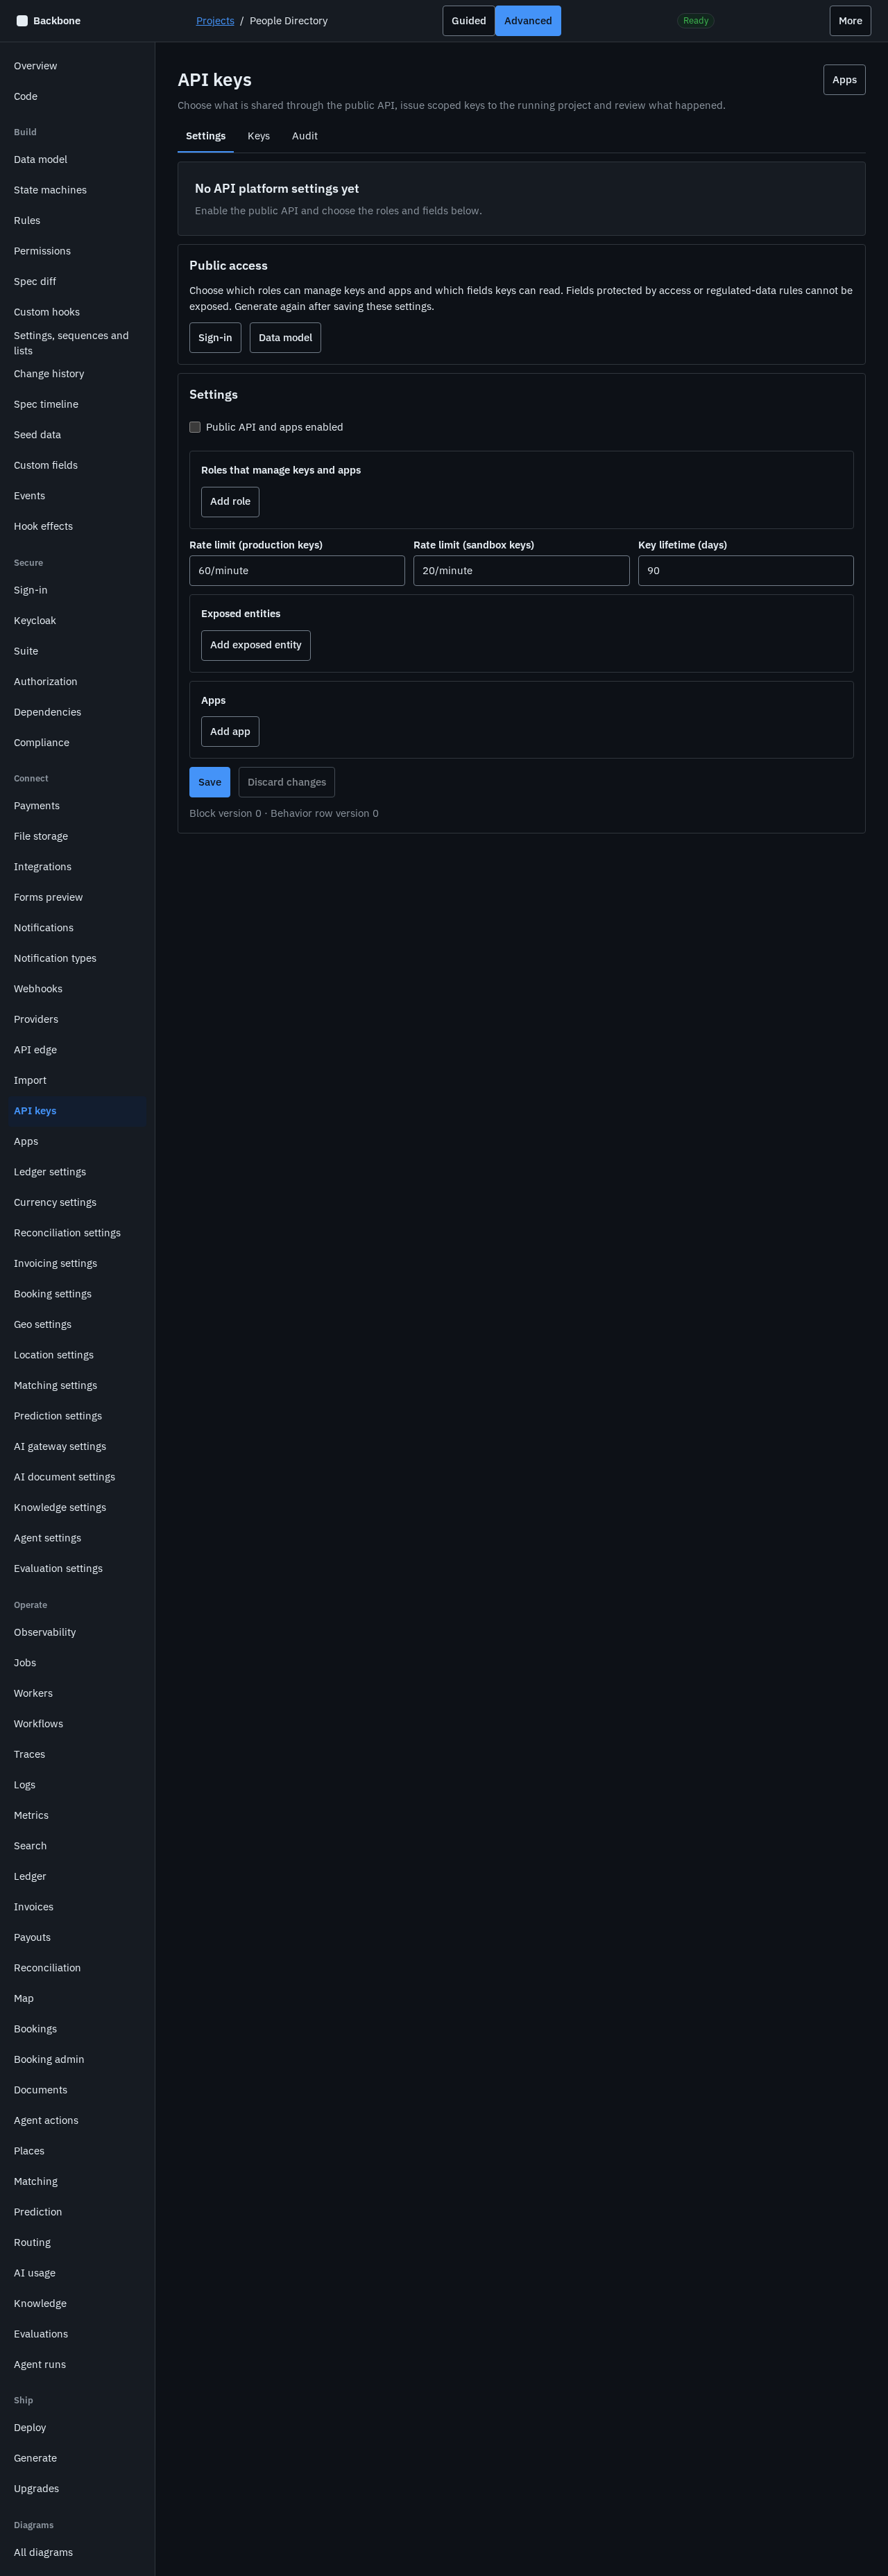 Backbone
Projects / People Directory
Guided
Advanced
Ready
More
Overview
Code
Build
Data model
State machines
Rules
Permissions
Spec diff
Custom hooks
Settings, sequences and
lists
Change history
Spec timeline
Seed data
Custom fields
Events
Hook effects
Secure
Sign-in
Keycloak
Suite
Authorization
Dependencies
Compliance
Connect
Payments
File storage
Integrations
Forms preview
Notifications
Notification types
Webhooks
Providers
API edge
Import
API keys
Apps
Ledger settings
Currency settings
Reconciliation settings
Invoicing settings
Booking settings
Geo settings
Location settings
Matching settings
Prediction settings
AI gateway settings
AI document settings
Knowledge settings
Agent settings
Evaluation settings
Operate
Observability
Jobs
Workers
Workflows
Traces
Logs
Metrics
Search
Ledger
Invoices
Payouts
Reconciliation
Map
Bookings
Booking admin
Documents
Agent actions
Places
Matching
Prediction
Routing
AI usage
Knowledge
Evaluations
Agent runs
Ship
Deploy
Generate
Upgrades
Diagrams
All diagrams
API keys
Apps
Choose what is shared through the public API, issue scoped keys to the running project and review what happened.
Settings
Keys
Audit
No API platform settings yet
Enable the public API and choose the roles and fields below.
Public access
Choose which roles can manage keys and apps and which fields keys can read. Fields protected by access or regulated-data rules cannot be
exposed. Generate again after saving these settings.
Sign-in
Data model
Settings
Public API and apps enabled
Roles that manage keys and apps
Add role
Rate limit (production keys)
Rate limit (sandbox keys)
Key lifetime (days)
60/minute
20/minute
90
Exposed entities
Add exposed entity
Apps
Add app
Save
Discard changes
Block version 0 · Behavior row version 0